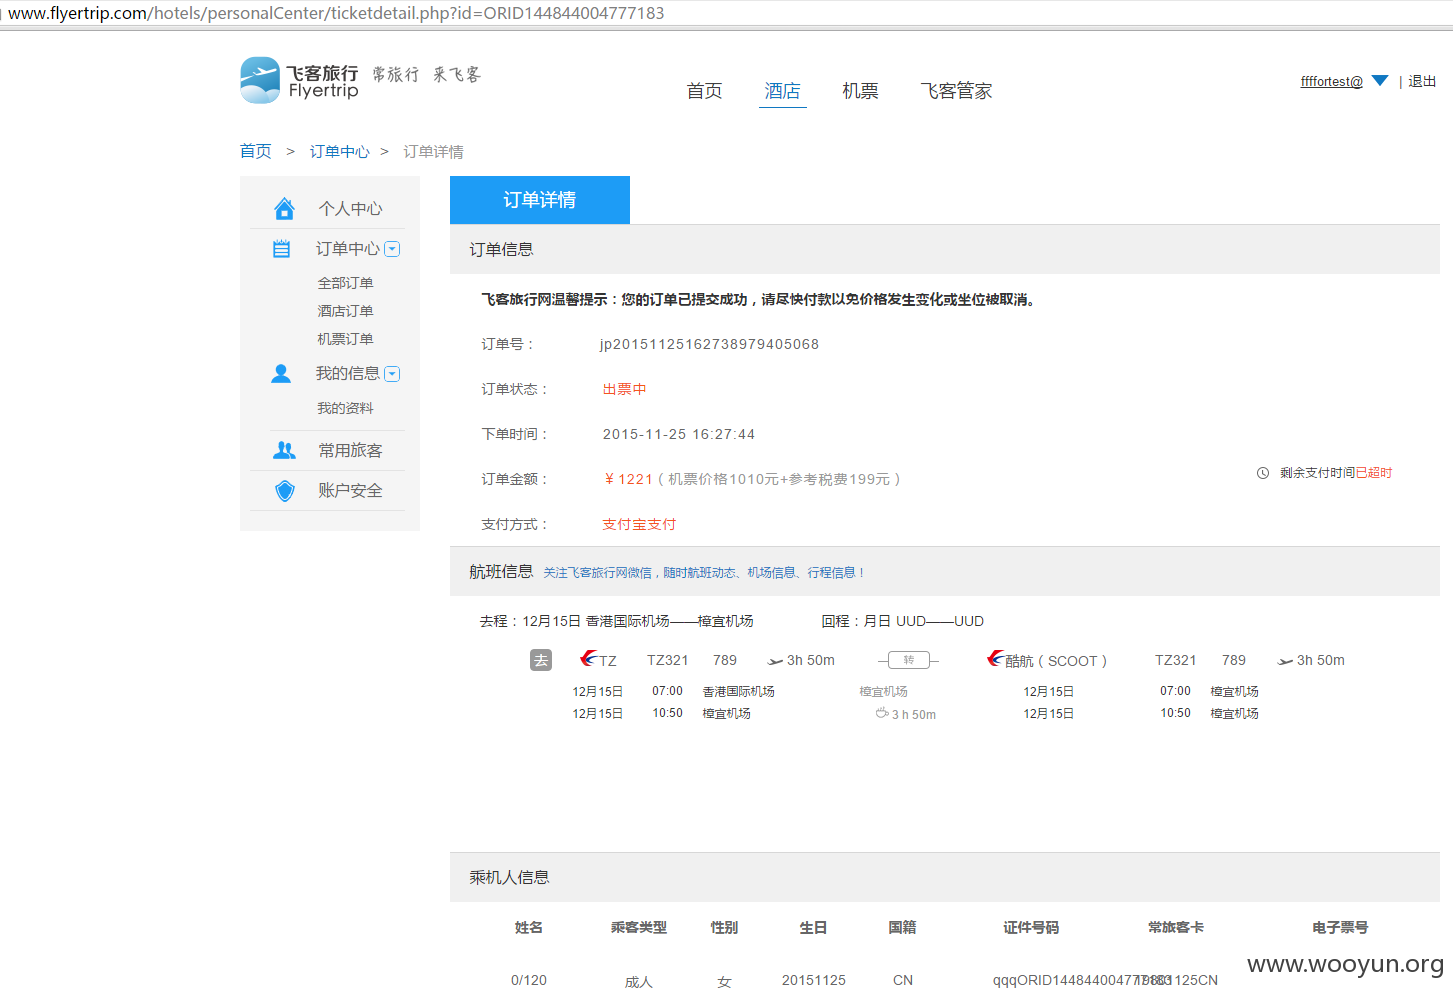 www.flyertrip.com/hotels/personalCenter/ticketdetail.php?id=ORID144844004777183
飞客旅行 常旅行 来飞客
Flyertrip
首页 酒店 机票 飞客管家
ffffortest@ | 退出
首页 > 订单中心 > 订单详情
个人中心
订单中心
全部订单
酒店订单
机票订单
我的信息
我的资料
常用旅客
账户安全
订单详情
订单信息
飞客旅行网温馨提示：您的订单已提交成功，请尽快付款以免价格发生变化或坐位被取消。
订单号： jp20151125162738979405068
订单状态： 出票中
下单时间： 2015-11-25 16:27:44
订单金额： ￥1221（机票价格1010元+参考税费199元）
剩余支付时间已超时
支付方式： 支付宝支付
航班信息 关注飞客旅行网微信，随时航班动态、机场信息、行程信息！
去程：12月15日 香港国际机场——樟宜机场 回程：月日 UUD——UUD
去 TZ TZ321 789 3h 50m 转 酷航（SCOOT） TZ321 789 3h 50m
12月15日 07:00 香港国际机场 樟宜机场 12月15日 07:00 樟宜机场
12月15日 10:50 樟宜机场 3 h 50m 12月15日 10:50 樟宜机场
乘机人信息
姓名 乘客类型 性别 生日 国籍 证件号码 常旅客卡 电子票号
0/120 成人 女 20151125 CN
www.wooyun.org